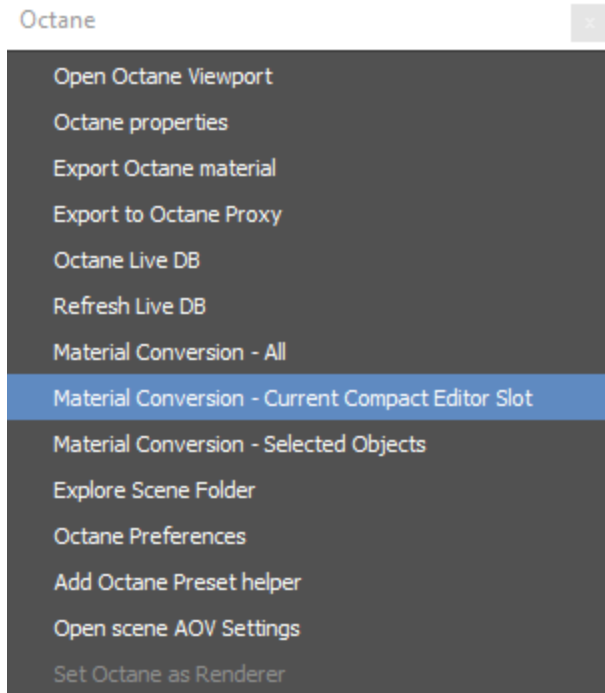 Octane
Open Octane Viewport
Octane properties
Export Octane material
Export to Octane Proxy
Octane Live DB
Refresh Live DB
Material Conversion - All
Material Conversion - Current Compact Editor Slot
Material Conversion - Selected Objects
Explore Scene Folder
Octane Preferences
Add Octane Preset helper
Open scene AOV Settings
Set Octane as Renderer